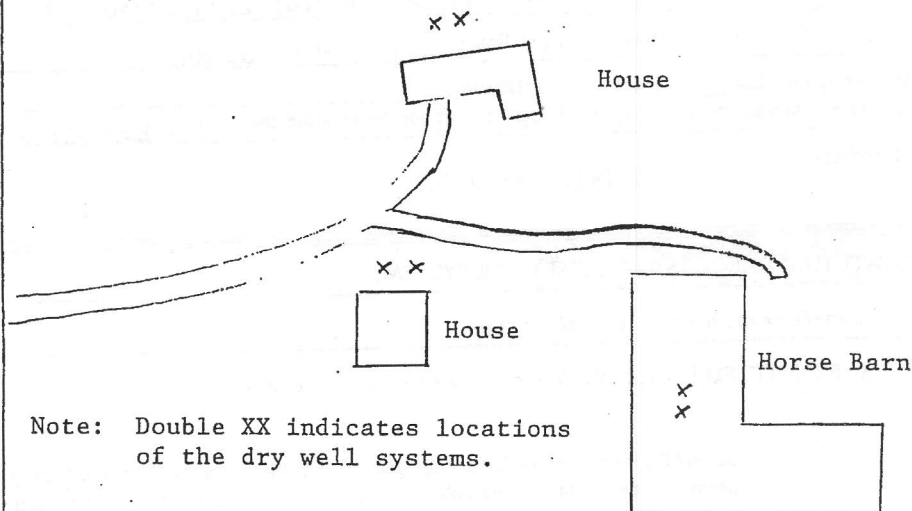 x x
House
x x
House
Horse Barn
x
x
Note: Double XX indicates locations
of the dry well systems.